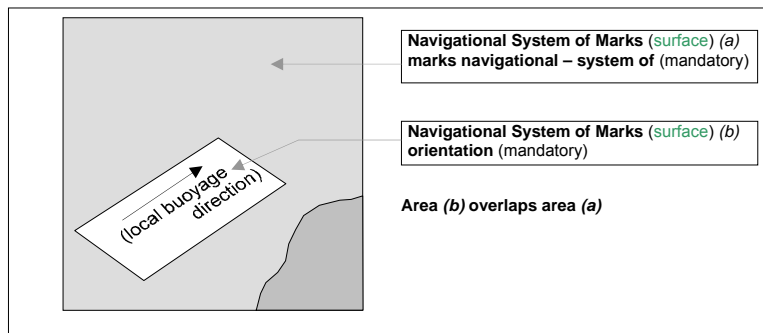 Navigational System of Marks (surface) (a)
marks navigational – system of (mandatory)
Navigational System of Marks (surface) (b)
orientation (mandatory)
(local buoyage
direction)
Area (b) overlaps area (a)